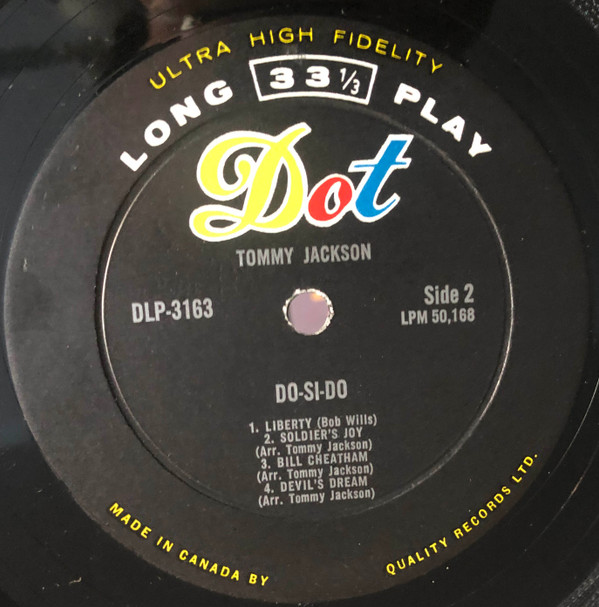 ULTRA HIGH FIDELITY
LONG 33 1/3 PLAY
Dot
TOMMY JACKSON
DLP-3163
Side 2
LPM 50,168
DO-SI-DO
1. LIBERTY (Bob Wills)
2. SOLDIER'S JOY
(Arr. Tommy Jackson)
3. BILL CHEATHAM
(Arr. Tommy Jackson)
4. DEVIL'S DREAM
(Arr. Tommy Jackson)
MADE IN CANADA BY QUALITY RECORDS LTD.